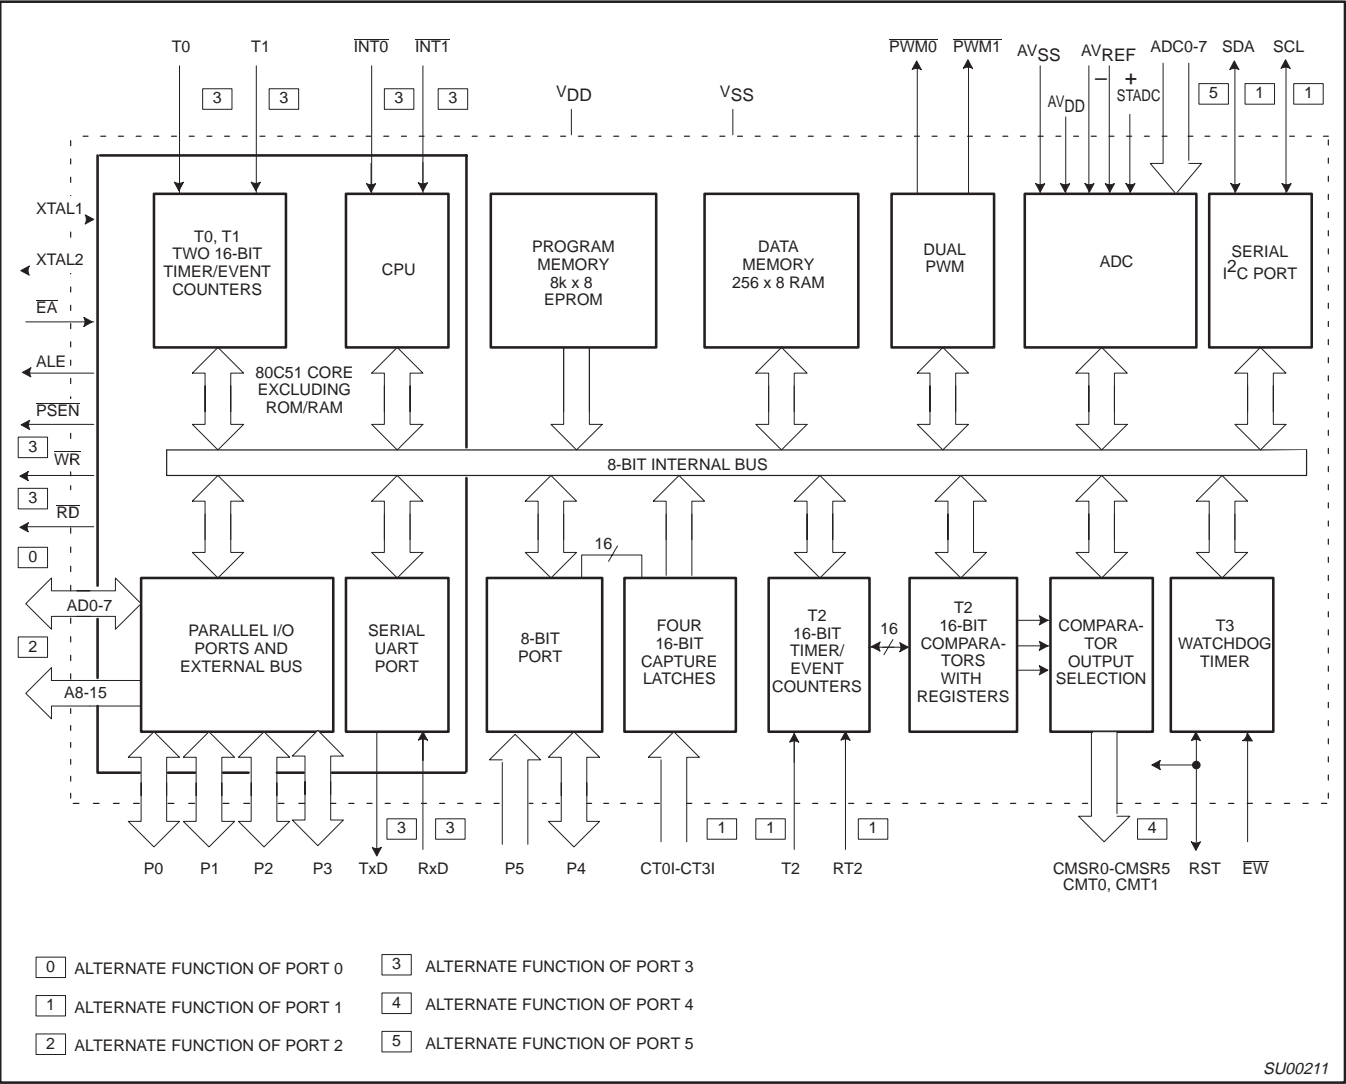 T0
T1
INT0
INT1
PWM0
PWM1
AVSS
AVREF
– +
STADC
ADC0-7
SDA
SCL
3
3
3
3
VDD
VSS
AVDD
5
1
1
XTAL1
XTAL2
EA
ALE
PSEN
3
WR
3
RD
0
AD0-7
2
A8-15
T0, T1
TWO 16-BIT
TIMER/EVENT
COUNTERS
CPU
PROGRAM
MEMORY
8k x 8
EPROM
DATA
MEMORY
256 x 8 RAM
DUAL
PWM
ADC
SERIAL
I2C PORT
80C51 CORE
EXCLUDING
ROM/RAM
8-BIT INTERNAL BUS
PARALLEL I/O
PORTS AND
EXTERNAL BUS
SERIAL
UART
PORT
8-BIT
PORT
16
FOUR
16-BIT
CAPTURE
LATCHES
T2
16-BIT
TIMER/
EVENT
COUNTERS
16
T2
16-BIT
COMPARA-
TORS
WITH
REGISTERS
COMPARA-
TOR
OUTPUT
SELECTION
T3
WATCHDOG
TIMER
3
3
1
1
1
4
P0
P1
P2
P3
TxD
RxD
P5
P4
CT0I-CT3I
T2
RT2
CMSR0-CMSR5
CMT0, CMT1
RST
EW
0 ALTERNATE FUNCTION OF PORT 0
1 ALTERNATE FUNCTION OF PORT 1
2 ALTERNATE FUNCTION OF PORT 2
3 ALTERNATE FUNCTION OF PORT 3
4 ALTERNATE FUNCTION OF PORT 4
5 ALTERNATE FUNCTION OF PORT 5
SU00211